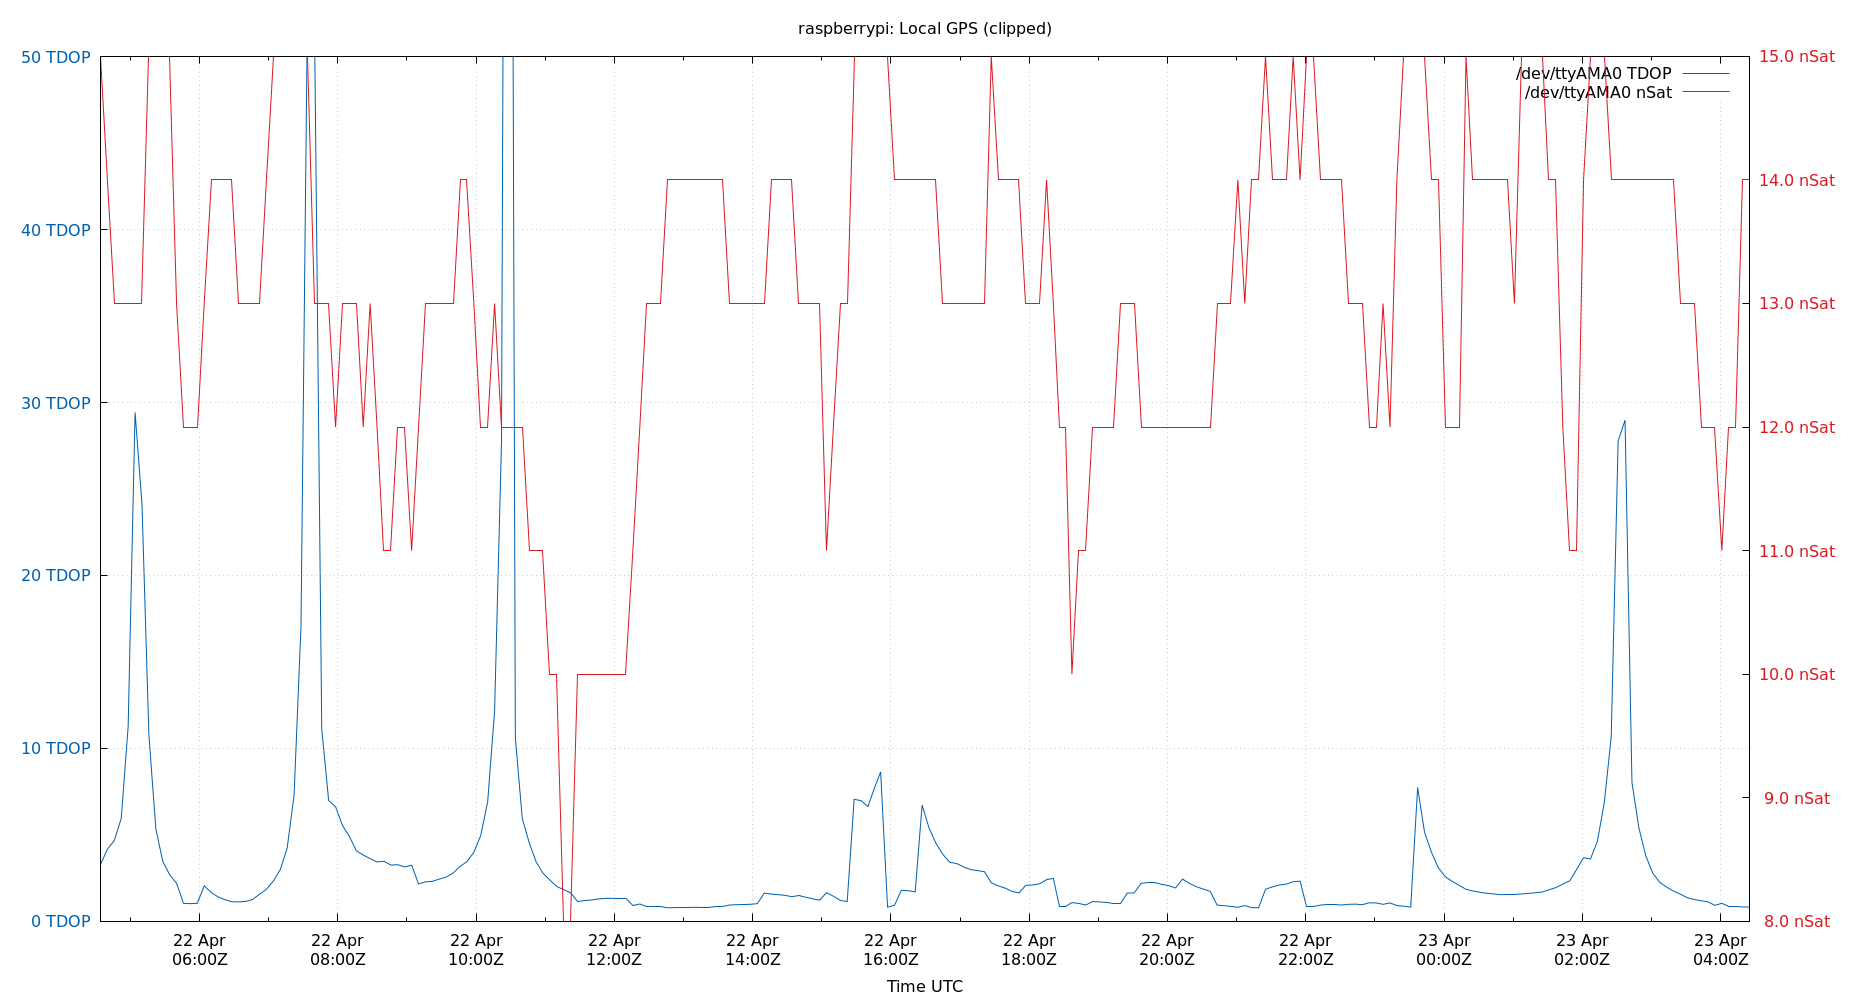 raspberrypi: Local GPS (clipped)
50 TDOP
40 TDOP
30 TDOP
20 TDOP
10 TDOP
0 TDOP
15.0 nSat
14.0 nSat
13.0 nSat
12.0 nSat
11.0 nSat
10.0 nSat
9.0 nSat
8.0 nSat
/dev/ttyAMA0 TDOP
/dev/ttyAMA0 nSat
22 Apr
06:00Z
22 Apr
08:00Z
22 Apr
10:00Z
22 Apr
12:00Z
22 Apr
14:00Z
22 Apr
16:00Z
22 Apr
18:00Z
22 Apr
20:00Z
22 Apr
22:00Z
23 Apr
00:00Z
23 Apr
02:00Z
23 Apr
04:00Z
Time UTC